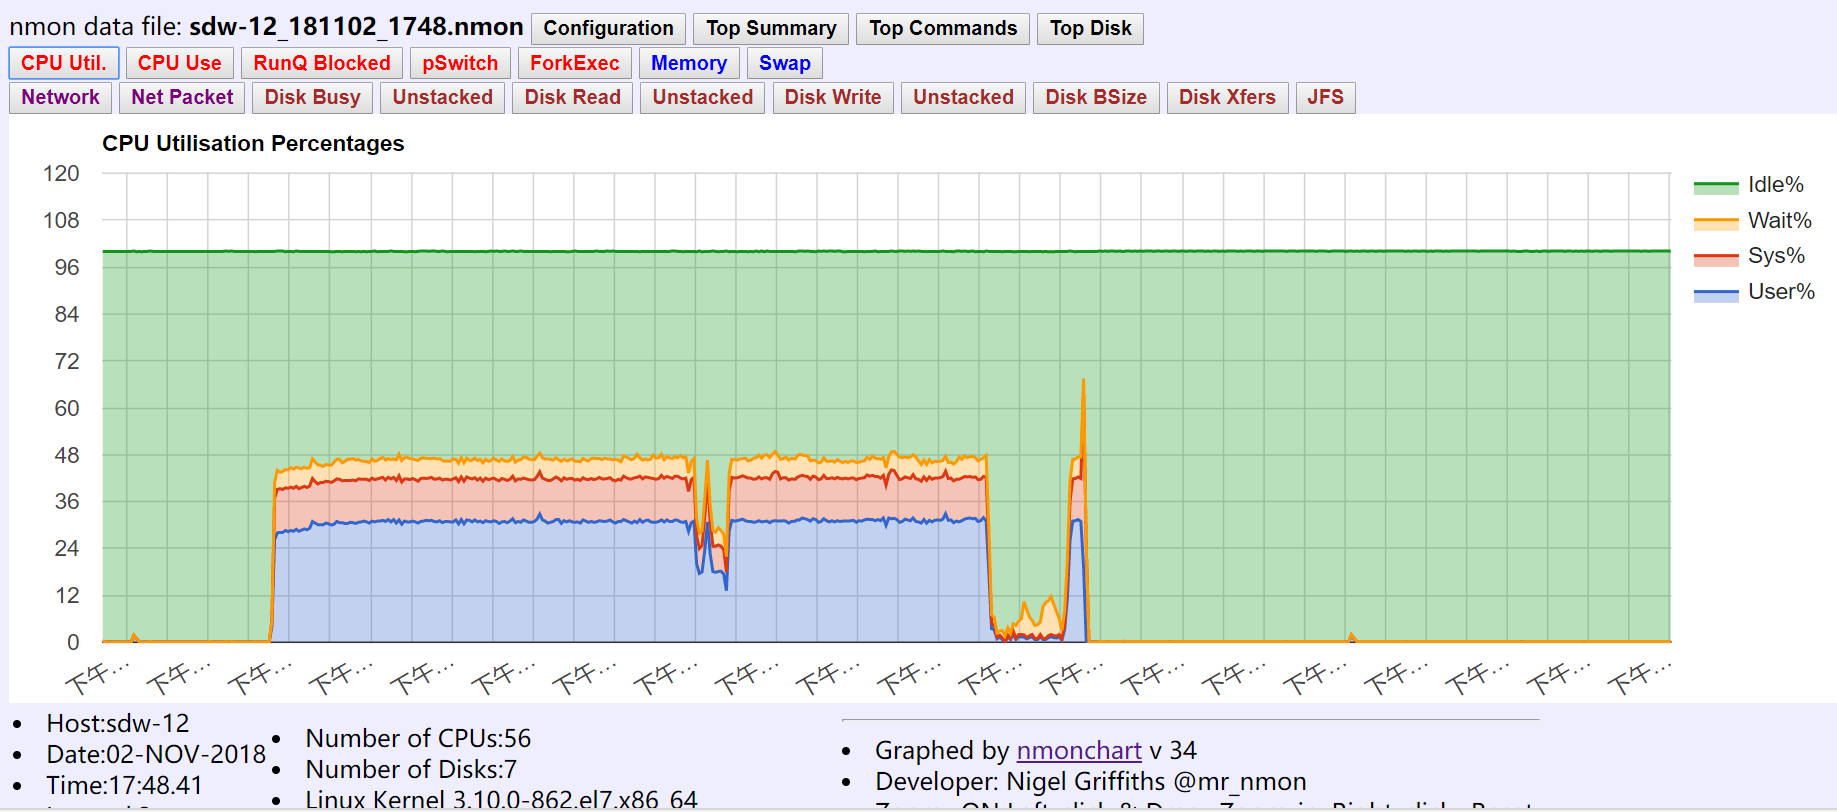 nmon data file: sdw-12_181102_1748.nmon Configuration Top Summary Top Commands Top Disk
CPU Util. CPU Use RunQ Blocked pSwitch ForkExec Memory Swap
Network Net Packet Disk Busy Unstacked Disk Read Unstacked Disk Write Unstacked Disk BSize Disk Xfers JFS
CPU Utilisation Percentages
120
108
96
84
72
60
48
36
24
12
0
Idle%
Wait%
Sys%
User%
下午... 下午... 下午... 下午... 下午... 下午... 下午... 下午... 下午... 下午... 下午... 下午... 下午... 下午... 下午... 下午... 下午... 下午... 下午... 下午...
Host:sdw-12
Date:02-NOV-2018
Time:17:48.41
Number of CPUs:56
Number of Disks:7
Linux Kernel 3.10.0-862.el7.x86_64
Graphed by nmonchart v 34
Developer: Nigel Griffiths @mr_nmon